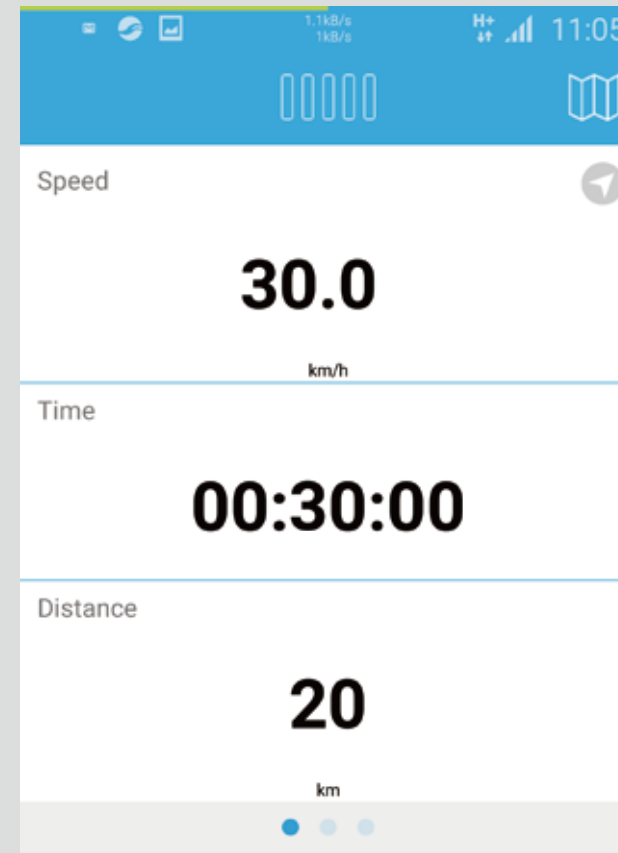 1.1kB/s
1kB/s
H+
11:05
Speed
30.0
km/h
Time
00:30:00
Distance
20
km